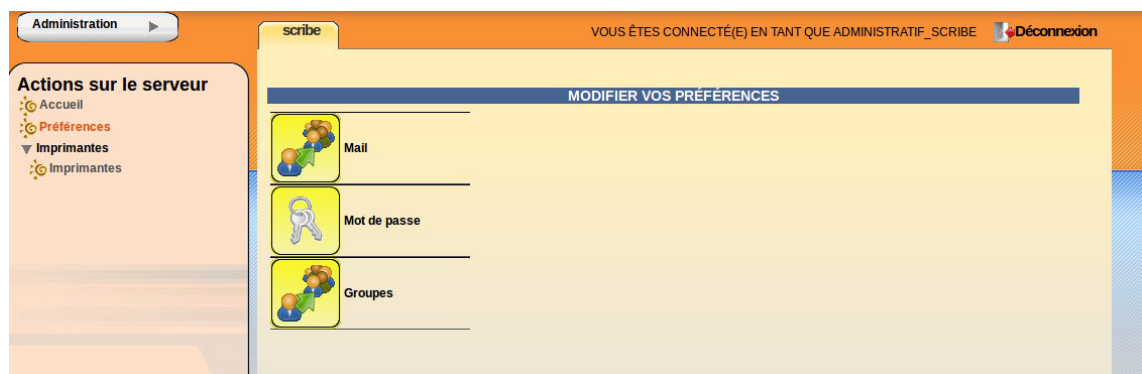 Administration
scribe
VOUS ÊTES CONNECTÉ(E) EN TANT QUE ADMINISTRATIF_SCRIBE
Déconnexion
Actions sur le serveur
Accueil
Préférences
Imprimantes
Imprimantes
MODIFIER VOS PRÉFÉRENCES
Mail
Mot de passe
Groupes